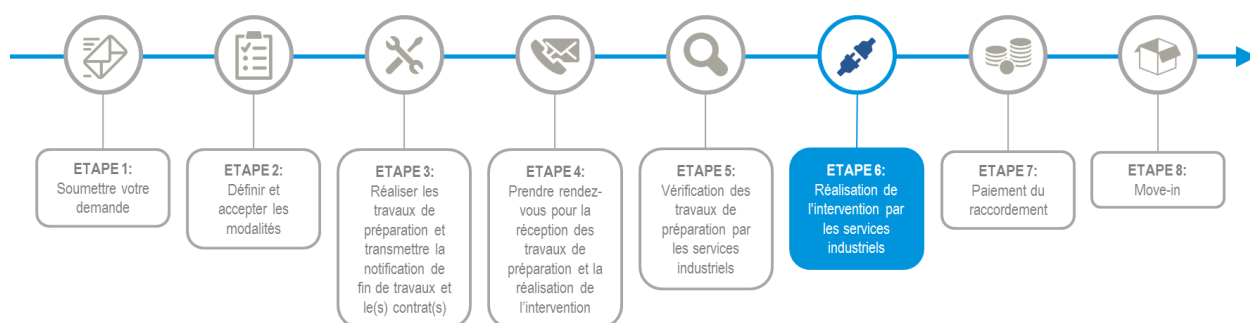 ETAPE 1:
Soumettre votre
demande
ETAPE 2:
Définir et
accepter les
modalités
ETAPE 3:
Réaliser les
travaux de
préparation et
transmettre la
notification de
fin de travaux et
le(s) contrat(s)
ETAPE 4:
Prendre rendez-
vous pour la
réception des
travaux de
préparation et la
réalisation de
l'intervention
ETAPE 5:
Vérification des
travaux de
préparation par
les services
industriels
ETAPE 6:
Réalisation de
l'intervention par
les services
industriels
ETAPE 7:
Paiement du
raccordement
ETAPE 8:
Move-in